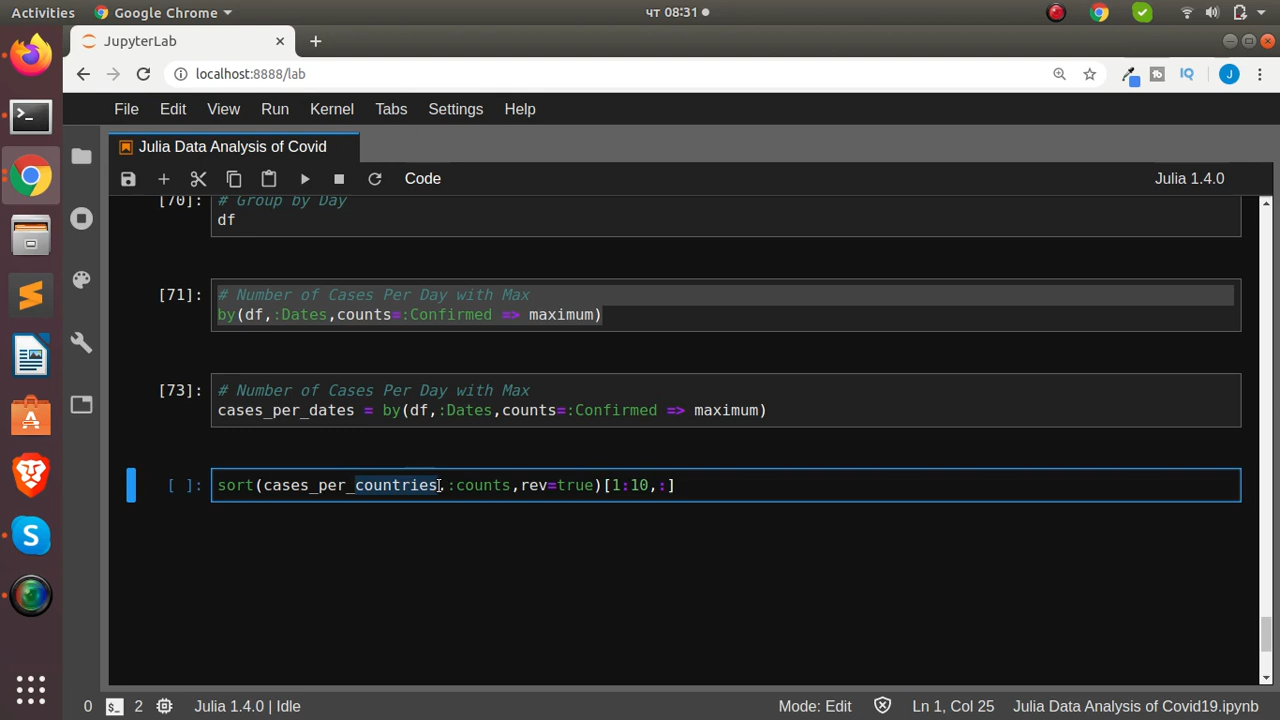 Activities
Google Chrome
чт 08:31
JupyterLab
localhost:8888/lab
IQ
J
File Edit View Run Kernel Tabs Settings Help
Julia Data Analysis of Covid
Code
Julia 1.4.0
[70]:
# Group by Day
df
[71]:
# Number of Cases Per Day with Max
by(df,:Dates,counts=:Confirmed => maximum)
[73]:
# Number of Cases Per Day with Max
cases_per_dates = by(df,:Dates,counts=:Confirmed => maximum)
[ ]:
sort(cases_per_countries,:counts,rev=true)[1:10,:]
0
2
Julia 1.4.0 | Idle
Mode: Edit
Ln 1, Col 25
Julia Data Analysis of Covid19.ipynb